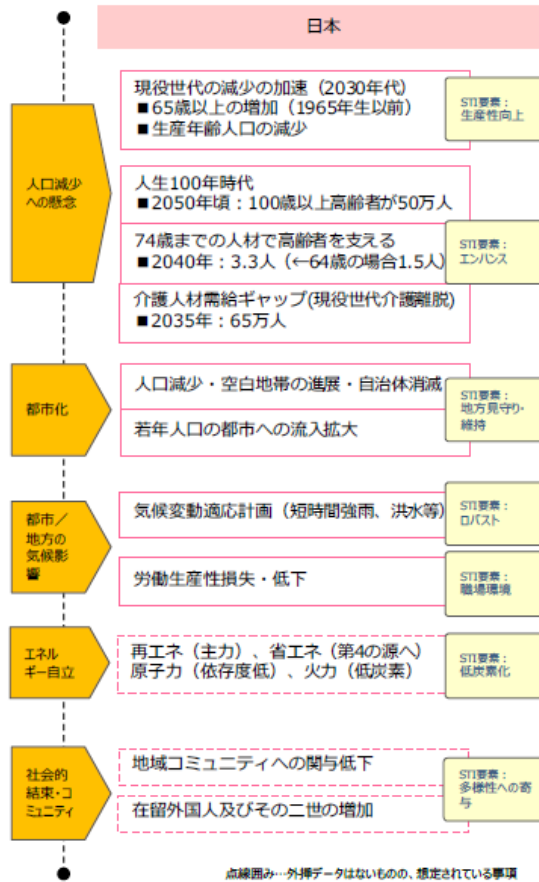 日本
人口減少
への懸念
現役世代の減少の加速（2030年代）
■65歳以上の増加（1965年生以前）
■生産年齢人口の減少
STI要素：
生産性向上
人生100年時代
■2050年頃：100歳以上高齢者が50万人
74歳までの人材で高齢者を支える
■2040年：3.3人（←64歳の場合1.5人）
STI要素：
エンハンス
介護人材需給ギャップ(現役世代介護離脱)
■2035年：65万人
都市化
人口減少・空白地帯の進展・自治体消滅
若年人口の都市への流入拡大
STI要素：
地方見守り・
維持
都市／
地方の
気候影
響
気候変動適応計画（短時間強雨、洪水等）
STI要素：
ロバスト
労働生産性損失・低下
STI要素：
職場環境
エネル
ギー自立
再エネ（主力）、省エネ（第4の源へ）
原子力（依存度低）、火力（低炭素）
STI要素：
低炭素化
社会的
結束・コ
ミュニティ
地域コミュニティへの関与低下
在留外国人及びその二世の増加
STI要素：
多様性への寄
与
点線囲み…外挿データはないものの、想定されている事項